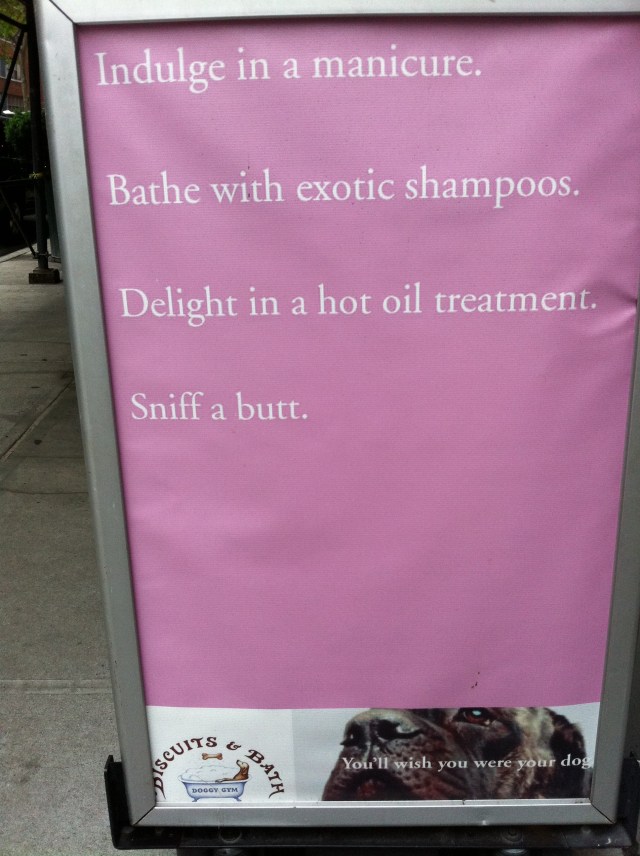 Indulge in a manicure.
Bathe with exotic shampoos.
Delight in a hot oil treatment.
Sniff a butt.
BISCUITS & BATH
DOGGY GYM
You'll wish you were your dog